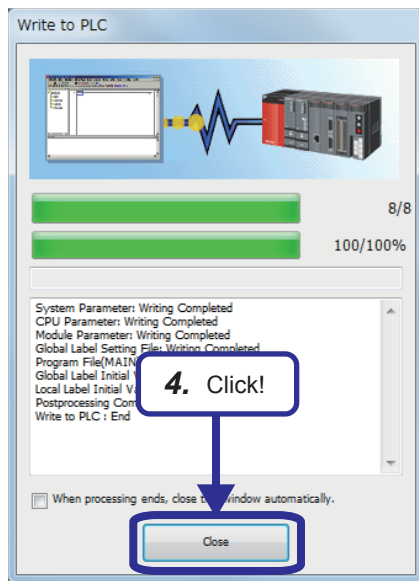 Write to PLC
8/8
100/100%
System Parameter: Writing Completed
CPU Parameter: Writing Completed
Module Parameter: Writing Completed
Global Label Setting File: Writing Completed
Program File(MAIN
Global Label Initial
Local Label Initial
Postprocessing Com
Write to PLC : End
4. Click!
When processing ends, close window automatically.
Close